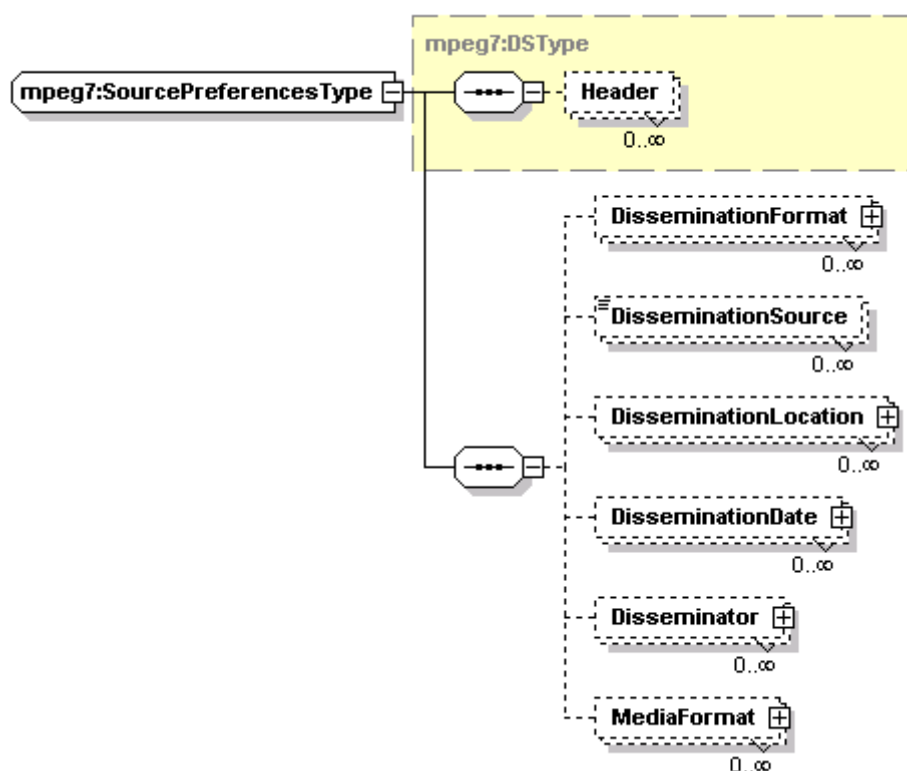 mpeg7:DSType
mpeg7:SourcePreferencesType
Header
0..∞
DisseminationFormat
0..∞
DisseminationSource
0..∞
DisseminationLocation
0..∞
DisseminationDate
0..∞
Disseminator
0..∞
MediaFormat
0..∞